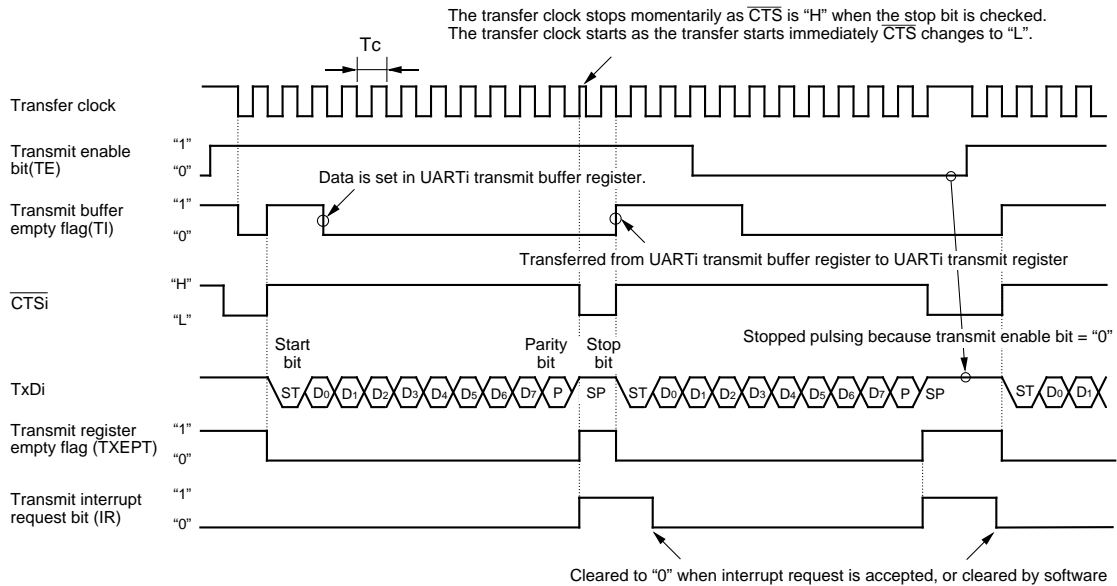 The transfer clock stops momentarily as CTS is “H” when the stop bit is checked.
The transfer clock starts as the transfer starts immediately CTS changes to “L”.
Tc
Transfer clock
Transmit enable
bit(TE)
“1”
“0”
Data is set in UARTi transmit buffer register.
Transmit buffer
empty flag(TI)
“1”
“0”
Transferred from UARTi transmit buffer register to UARTi transmit register
CTSi
“H”
“L”
Stopped pulsing because transmit enable bit = “0”
Start
bit
Parity
bit
Stop
bit
TxDi
ST D0 D1 D2 D3 D4 D5 D6 D7 P SP ST D0 D1 D2 D3 D4 D5 D6 D7 P SP ST D0 D1
Transmit register
empty flag (TXEPT)
“1”
“0”
Transmit interrupt
request bit (IR)
“1”
“0”
Cleared to “0” when interrupt request is accepted, or cleared by software